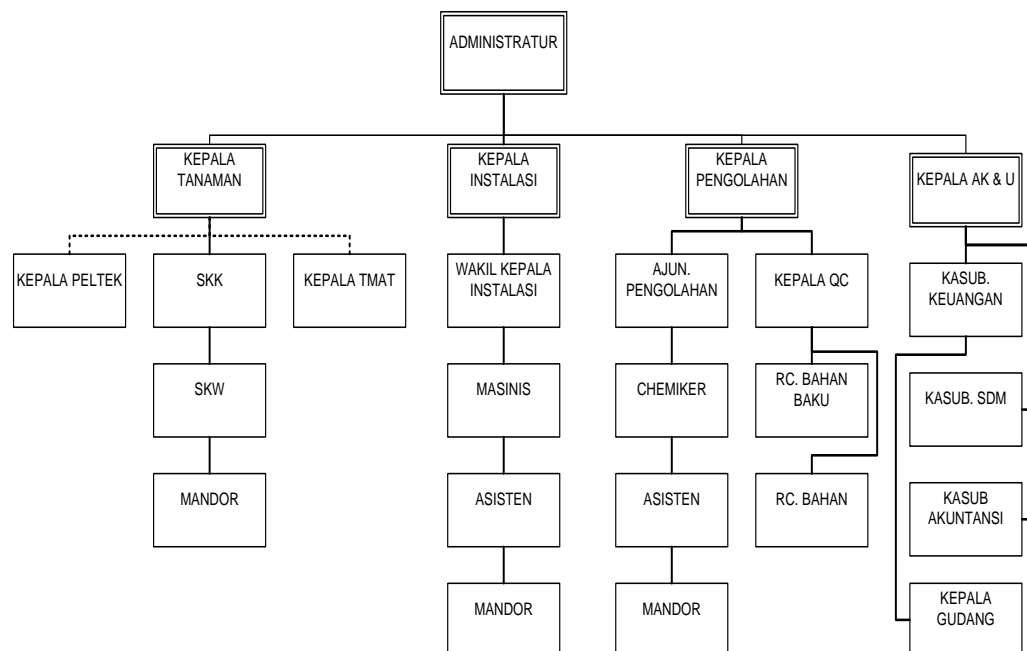 ADMINISTRATUR
KEPALA
TANAMAN
KEPALA
INSTALASI
KEPALA
PENGOLAHAN
KEPALA AK & U
KEPALA PELTEK
SKK
KEPALA TMAT
WAKIL KEPALA
INSTALASI
AJUN.
PENGOLAHAN
KEPALA QC
KASUB.
KEUANGAN
SKW
MASINIS
CHEMIKER
RC. BAHAN
BAKU
KASUB. SDM
MANDOR
ASISTEN
ASISTEN
RC. BAHAN
KASUB
AKUNTANSI
MANDOR
MANDOR
KEPALA
GUDANG